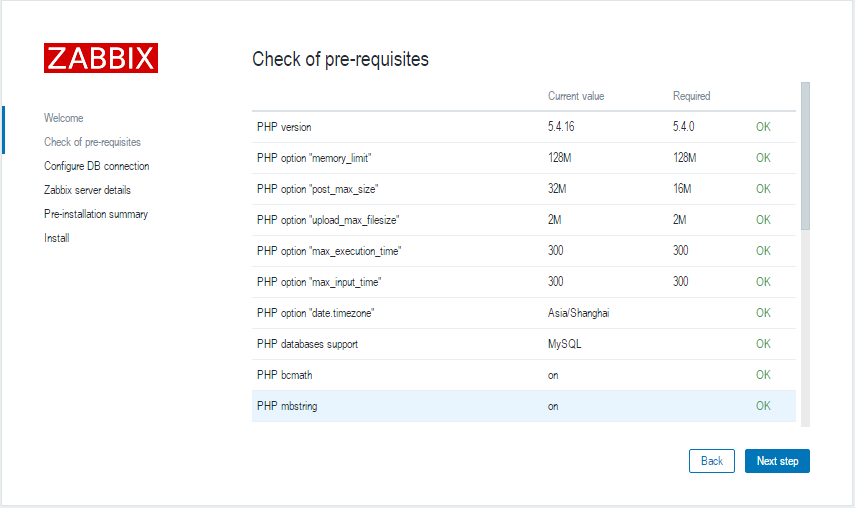 ZABBIX
Check of pre-requisites
Welcome
Check of pre-requisites
Configure DB connection
Zabbix server details
Pre-installation summary
Install
Current value Required
PHP version 5.4.16 5.4.0 OK
PHP option "memory_limit" 128M 128M OK
PHP option "post_max_size" 32M 16M OK
PHP option "upload_max_filesize" 2M 2M OK
PHP option "max_execution_time" 300 300 OK
PHP option "max_input_time" 300 300 OK
PHP option "date.timezone" Asia/Shanghai OK
PHP databases support MySQL OK
PHP bcmath on OK
PHP mbstring on OK
Back Next step